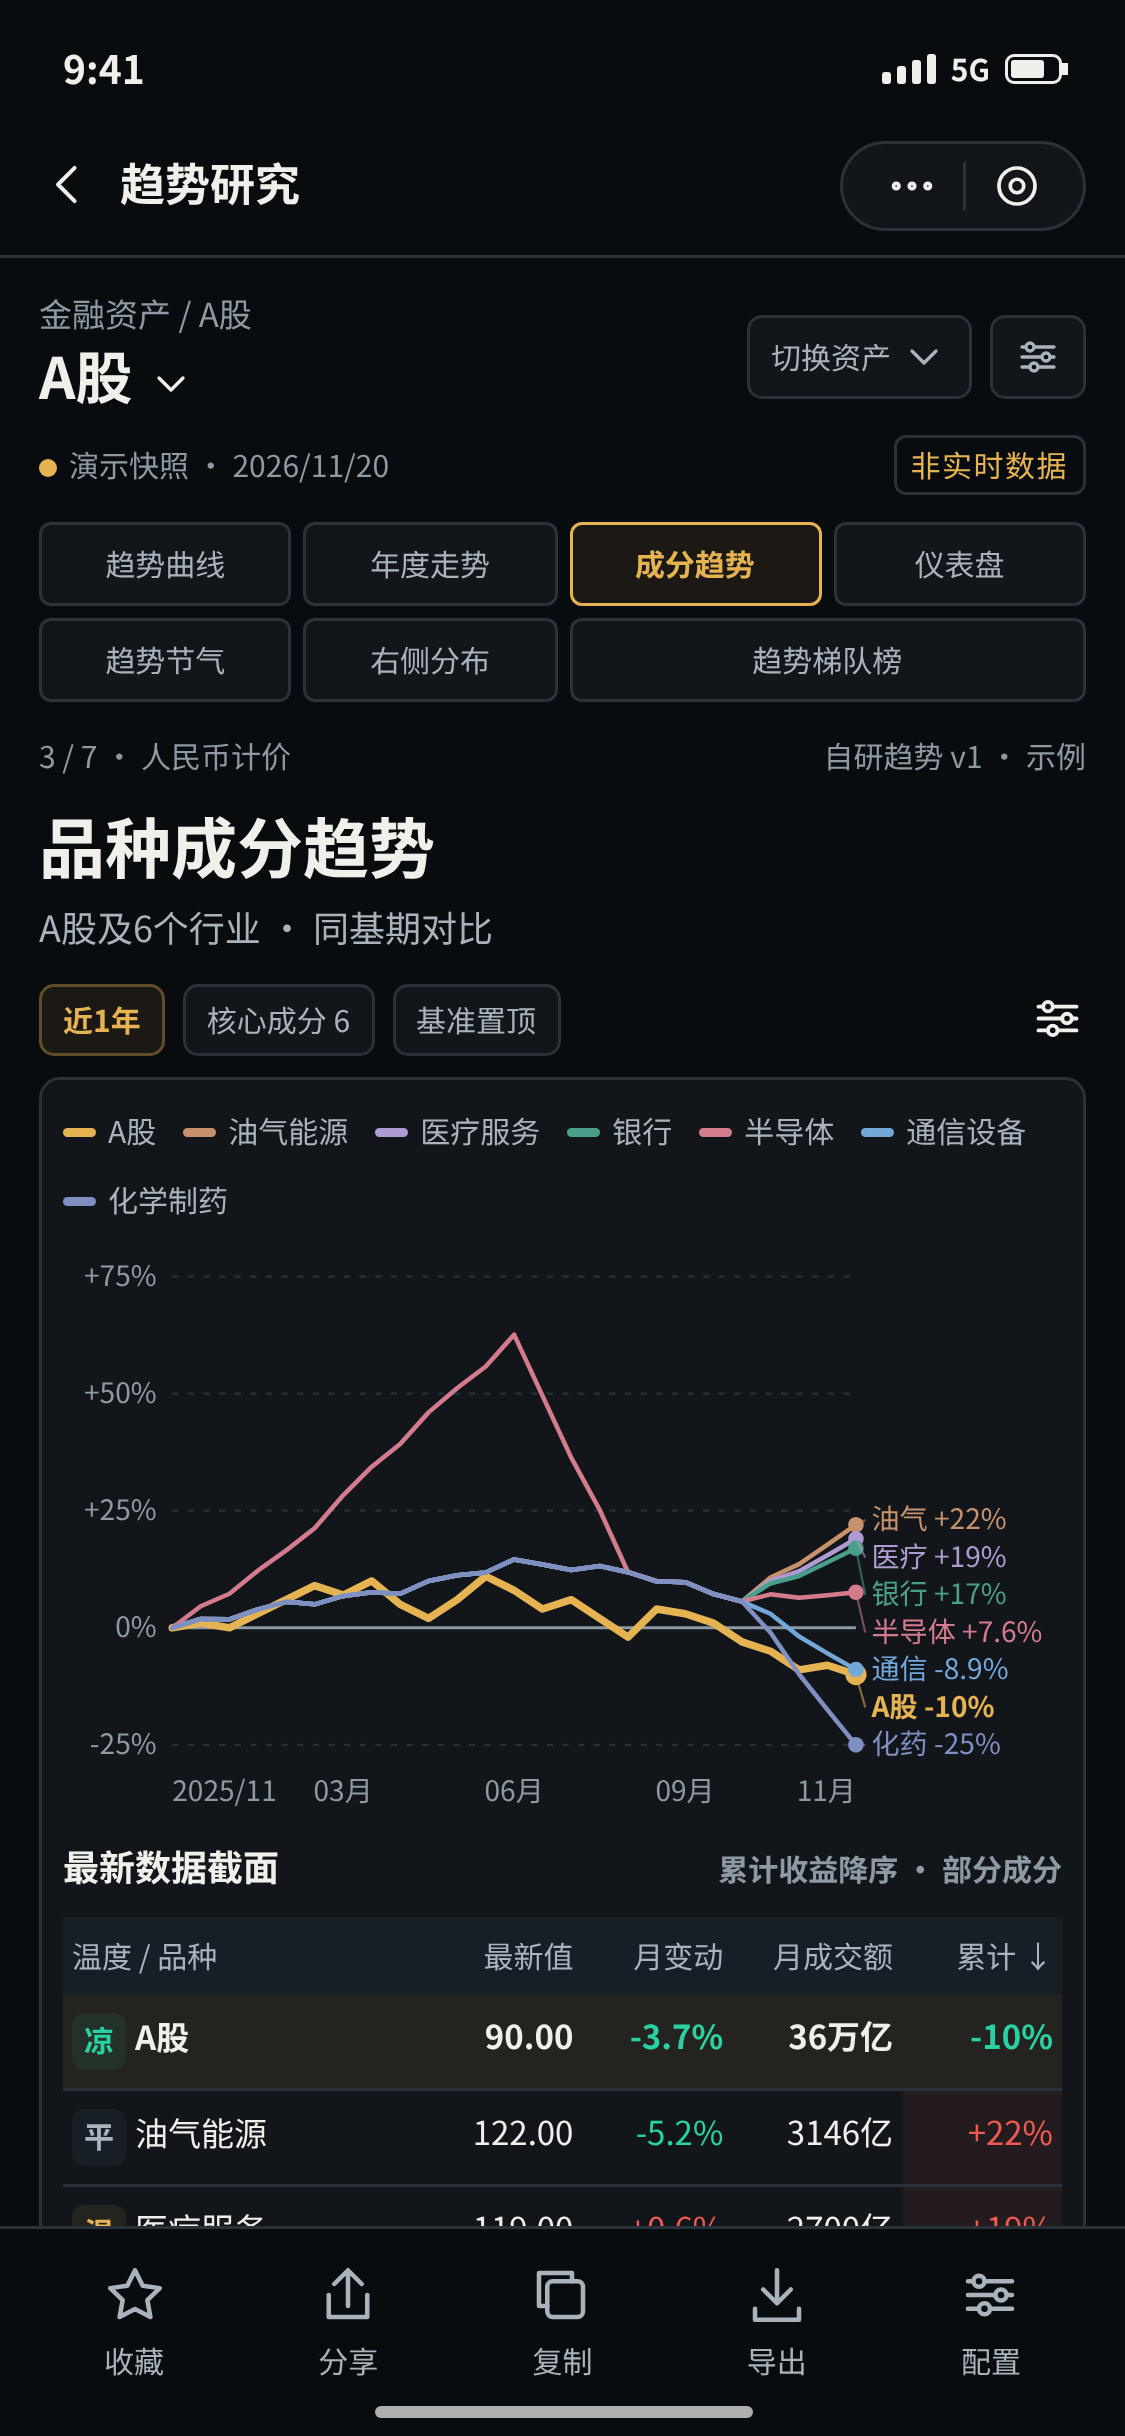 9:41
5G
趋势研究
金融资产 / A股
A股
切换资产
演示快照 · 2026/11/20
非实时数据
趋势曲线
年度走势
成分趋势
仪表盘
趋势节气
右侧分布
趋势梯队榜
3 / 7 · 人民币计价
自研趋势 v1 · 示例
品种成分趋势
A股及6个行业 · 同基期对比
近1年
核心成分 6
基准置顶
A股
油气能源
医疗服务
银行
半导体
通信设备
化学制药
+75%
+50%
+25%
0%
-25%
油气 +22%
医疗 +19%
银行 +17%
半导体 +7.6%
通信 -8.9%
A股 -10%
化药 -25%
2025/11
03月
06月
09月
11月
最新数据截面
累计收益降序 · 部分成分
温度 / 品种
最新值
月变动
月成交额
累计 ↓
凉 A股 90.00 -3.7% 36万亿 -10%
平 油气能源 122.00 -5.2% 3146亿 +22%
医疗服务 119.00 +0.6% +19%
收藏
分享
复制
导出
配置